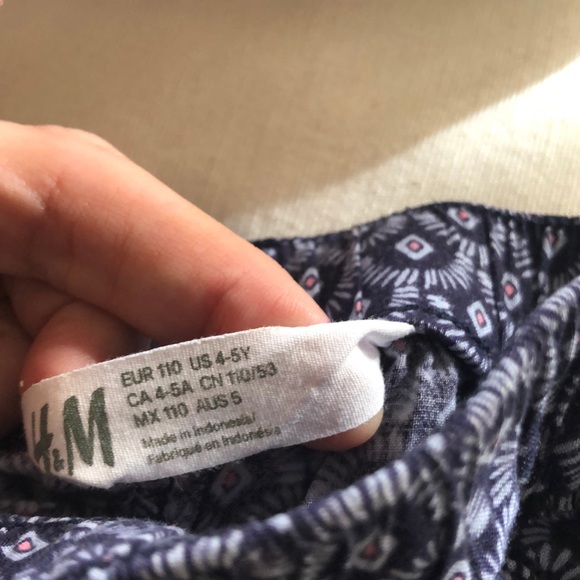 H&M
EUR 110 US 4-5Y
CA 4-5A CN 110/53
MX 110 AUS 5
Made in Indonesia/
Fabriqué en Indonésie